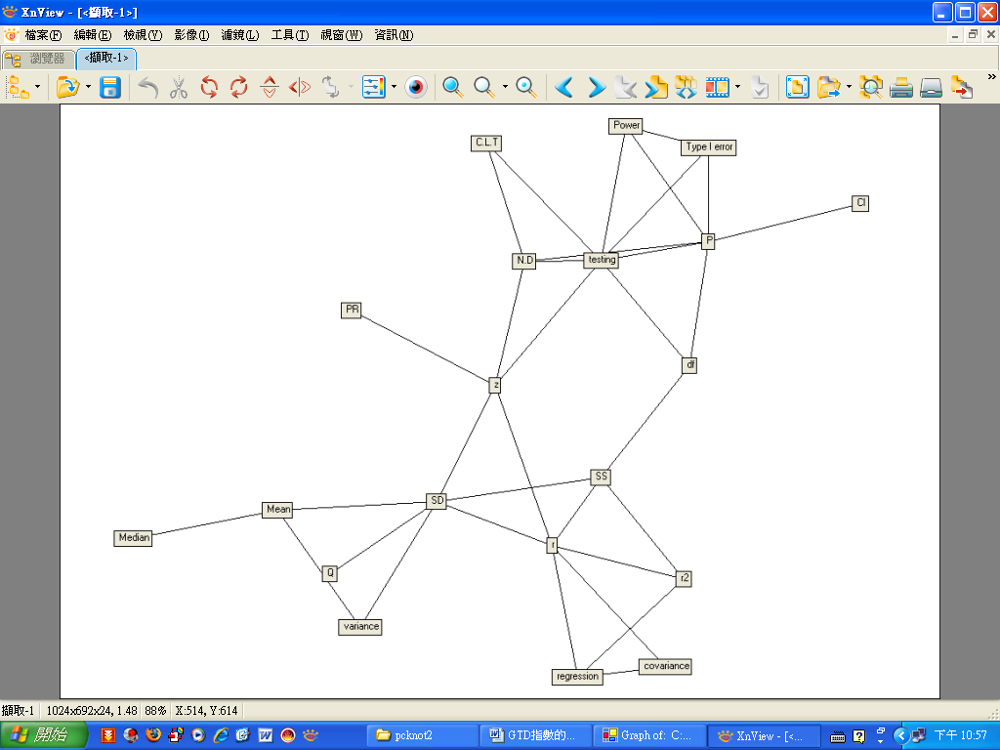 XnView - [<擷取-1>]
檔案(F) 編輯(E) 檢視(V) 影像(I) 濾鏡(L) 工具(T) 視窗(W) 資訊(N)
瀏覽器 <擷取-1>
Power
C.L.T
Type I error
CI
P
N.D
testing
PR
df
z
SS
SD
Mean
Median
r
Q
r2
variance
covariance
regression
擷取-1 1024x692x24, 1.48 88% X:514, Y:614
開始 pcknot2 GTD指數的... Graph of: C:... XnView - [<... 下午 10:57